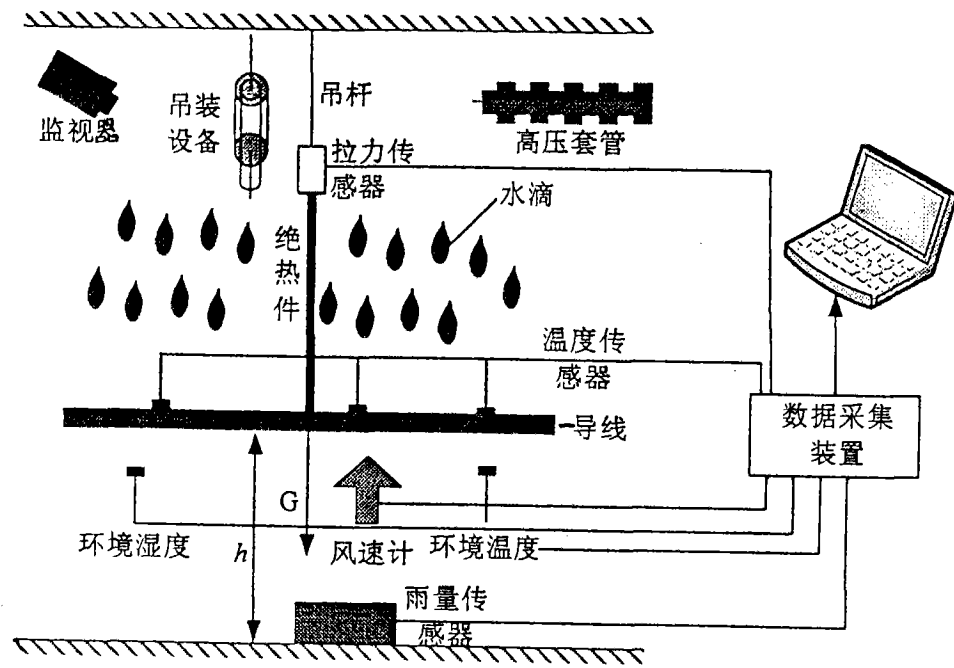 监视器
吊装
设备
吊杆
拉力传
感器
高压套管
水滴
绝
热
件
温度传
感器
导线
数据采集
装置
G
h
环境湿度
风速计
环境温度
雨量传
感器